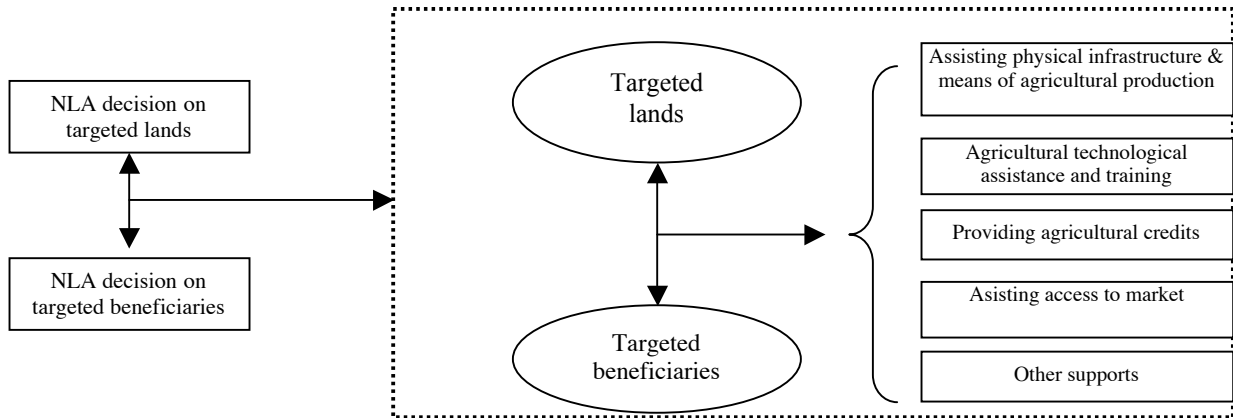 NLA decision on
targeted lands
NLA decision on
targeted beneficiaries
Targeted
lands
Targeted
beneficiaries
Assisting physical infrastructure &
means of agricultural production
Agricultural technological
assistance and training
Providing agricultural credits
Asisting access to market
Other supports